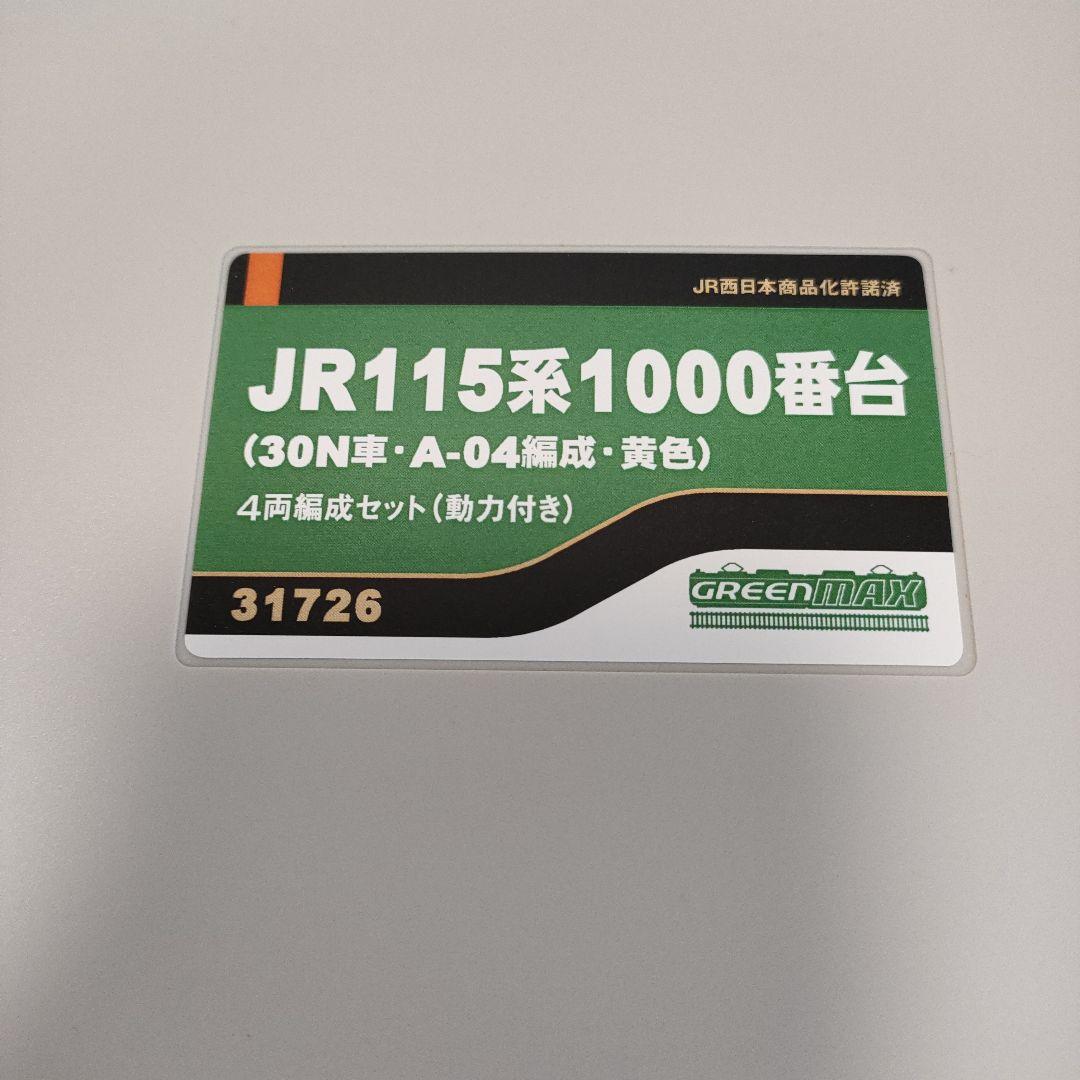 JR西日本商品化許諾済
JR115系1000番台
(30N車・A-04編成・黄色)
4両編成セット(動力付き)
31726
GREENMAX